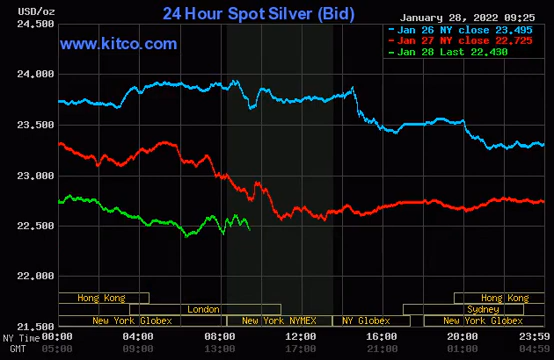 USD/oz 24 Hour Spot Silver (Bid)
24,500 January 28, 2022 09:25
www.kitco.com
Jan 26 NY close 23.495
Jan 27 NY close 22.725
Jan 28 Last 22.430
24,000
23,500
23,000
22,500
22,000
Hong Kong Hong Kong
London Sydney
New York Globex New York NYMEX NY Globex New York Globex
21,500
NY Time 00:00 04:00 08:00 12:00 16:00 20:00 23:59
GMT 05:00 09:00 13:00 17:00 21:00 01:00 04:59